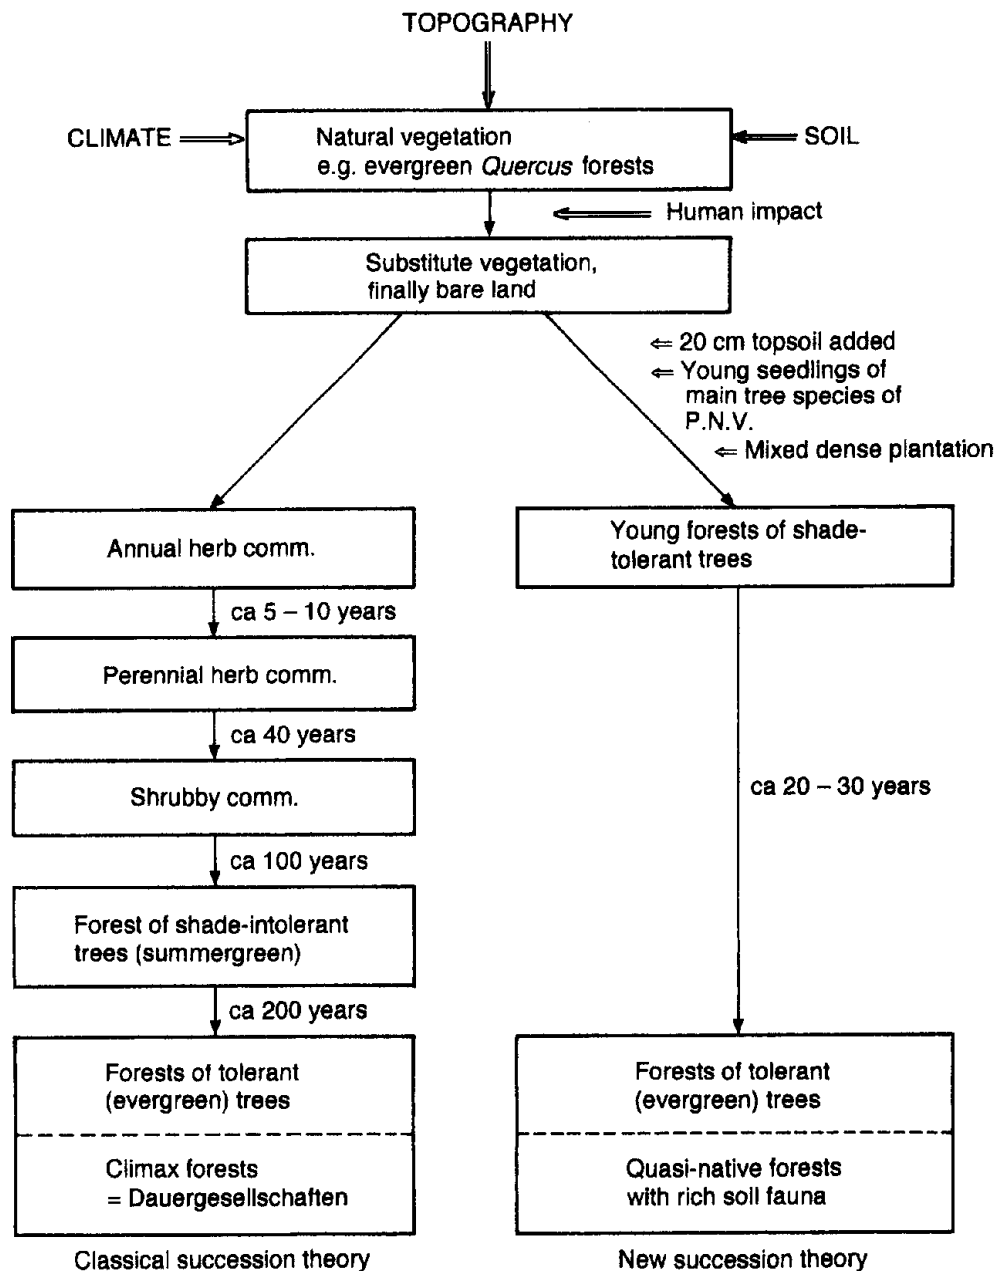 TOPOGRAPHY
CLIMATE
Natural vegetation
e.g. evergreen Quercus forests
SOIL
Human impact
Substitute vegetation,
finally bare land
20 cm topsoil added
Young seedlings of
main tree species of
P.N.V.
Mixed dense plantation
Annual herb comm.
ca 5 – 10 years
Perennial herb comm.
ca 40 years
Shrubby comm.
ca 100 years
Forest of shade-intolerant
trees (summergreen)
ca 200 years
Forests of tolerant
(evergreen) trees
Climax forests
= Dauergesellschaften
Classical succession theory
Young forests of shade-
tolerant trees
ca 20 – 30 years
Forests of tolerant
(evergreen) trees
Quasi-native forests
with rich soil fauna
New succession theory